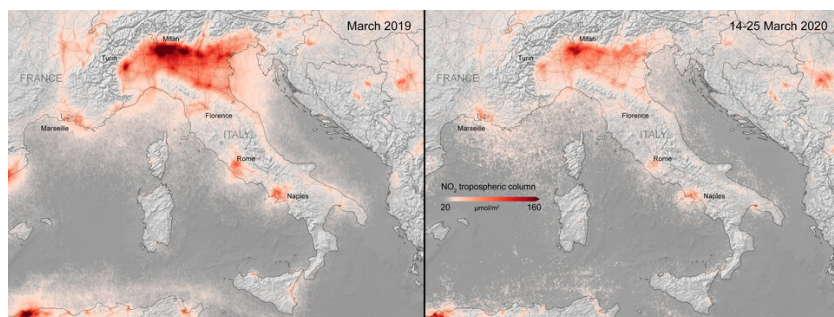 March 2019
Milan
Turin
FRANCE
Marseille
Florence
ITALY
Rome
Naples
14-25 March 2020
Milan
Turin
FRANCE
Marseille
Florence
ITALY
Rome
NO₂ tropospheric column
Naples
20 µmol/m² 160